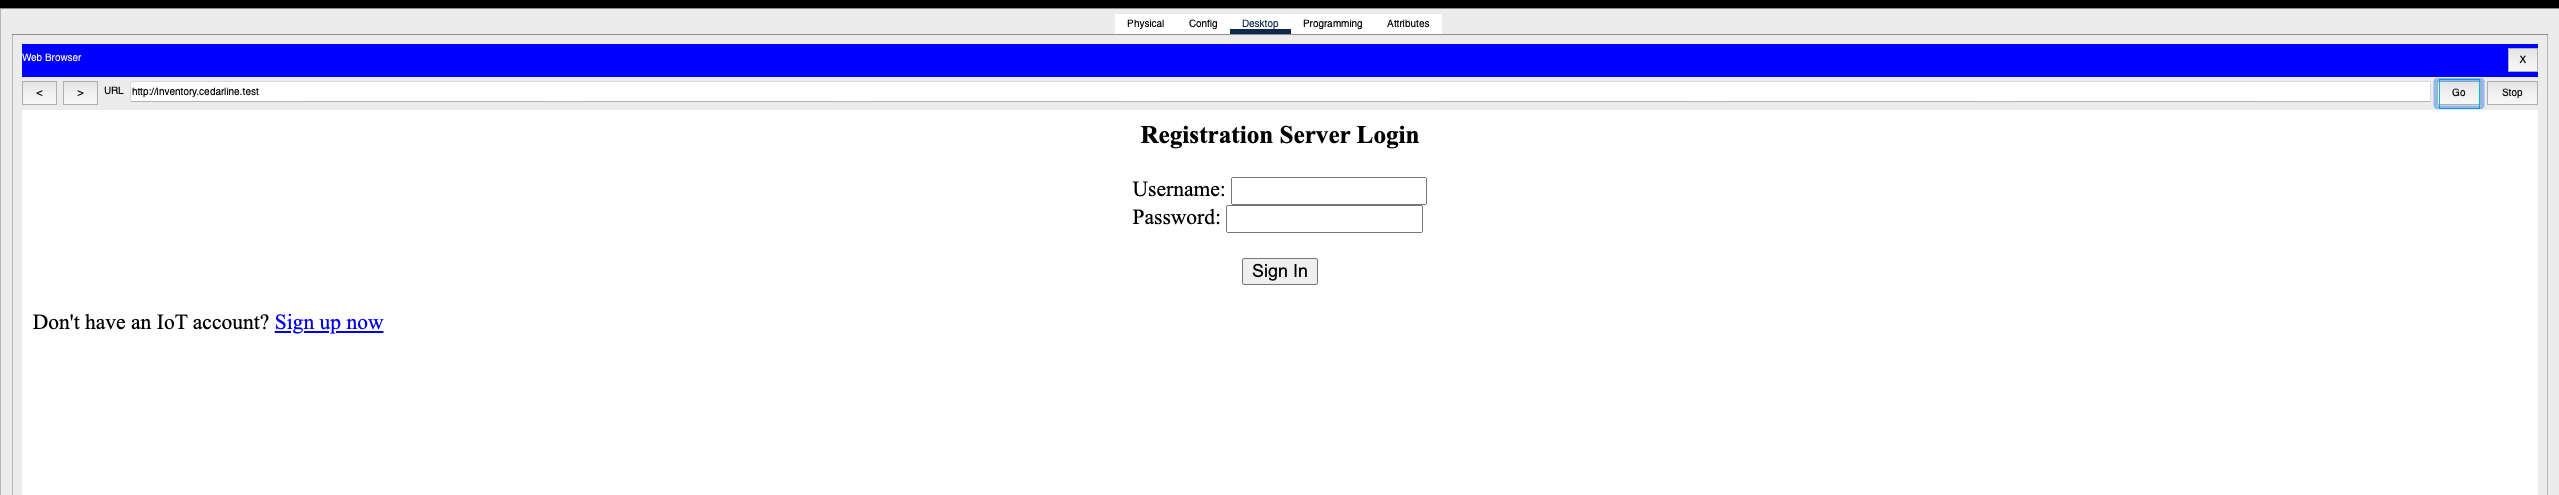 Physical Config Desktop Programming Attributes
Web Browser X
< > URL http://inventory.cedarline.test Go Stop
Registration Server Login
Username:
Password:
Sign In
Don't have an IoT account? Sign up now